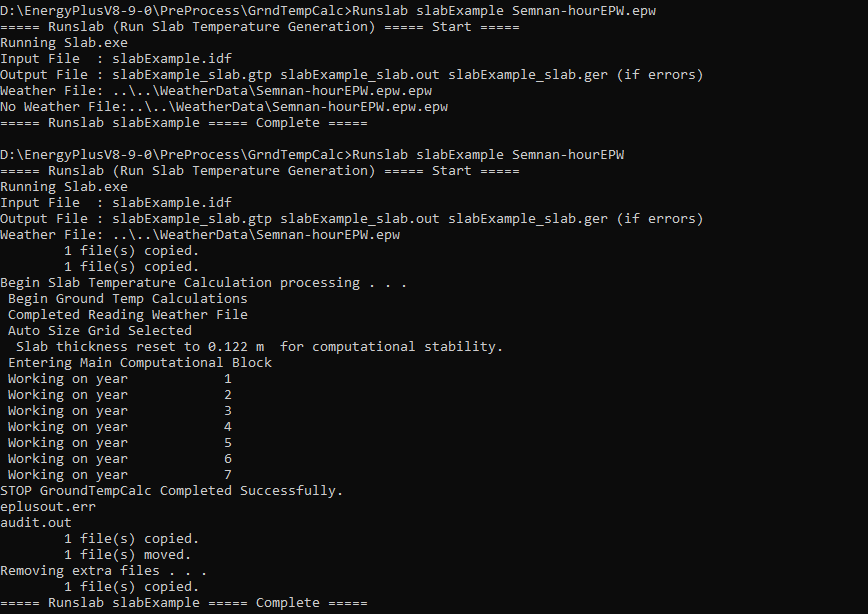 D:\EnergyPlusV8-9-0\PreProcess\GrndTempCalc>Runslab slabExample Semnan-hourEPW.epw
===== Runslab (Run Slab Temperature Generation) ===== Start =====
Running Slab.exe
Input File  : slabExample.idf
Output File : slabExample_slab.gtp slabExample_slab.out slabExample_slab.ger (if errors)
Weather File: ..\..\WeatherData\Semnan-hourEPW.epw.epw
No Weather File:..\..\WeatherData\Semnan-hourEPW.epw.epw
===== Runslab slabExample ===== Complete =====
D:\EnergyPlusV8-9-0\PreProcess\GrndTempCalc>Runslab slabExample Semnan-hourEPW
===== Runslab (Run Slab Temperature Generation) ===== Start =====
Running Slab.exe
Input File  : slabExample.idf
Output File : slabExample_slab.gtp slabExample_slab.out slabExample_slab.ger (if errors)
Weather File: ..\..\WeatherData\Semnan-hourEPW.epw
        1 file(s) copied.
        1 file(s) copied.
Begin Slab Temperature Calculation processing . . .
 Begin Ground Temp Calculations
 Completed Reading Weather File
 Auto Size Grid Selected
  Slab thickness reset to 0.122 m  for computational stability.
 Entering Main Computational Block
 Working on year            1
 Working on year            2
 Working on year            3
 Working on year            4
 Working on year            5
 Working on year            6
 Working on year            7
STOP GroundTempCalc Completed Successfully.
eplusout.err
audit.out
        1 file(s) copied.
        1 file(s) moved.
Removing extra files . . .
        1 file(s) copied.
===== Runslab slabExample ===== Complete =====